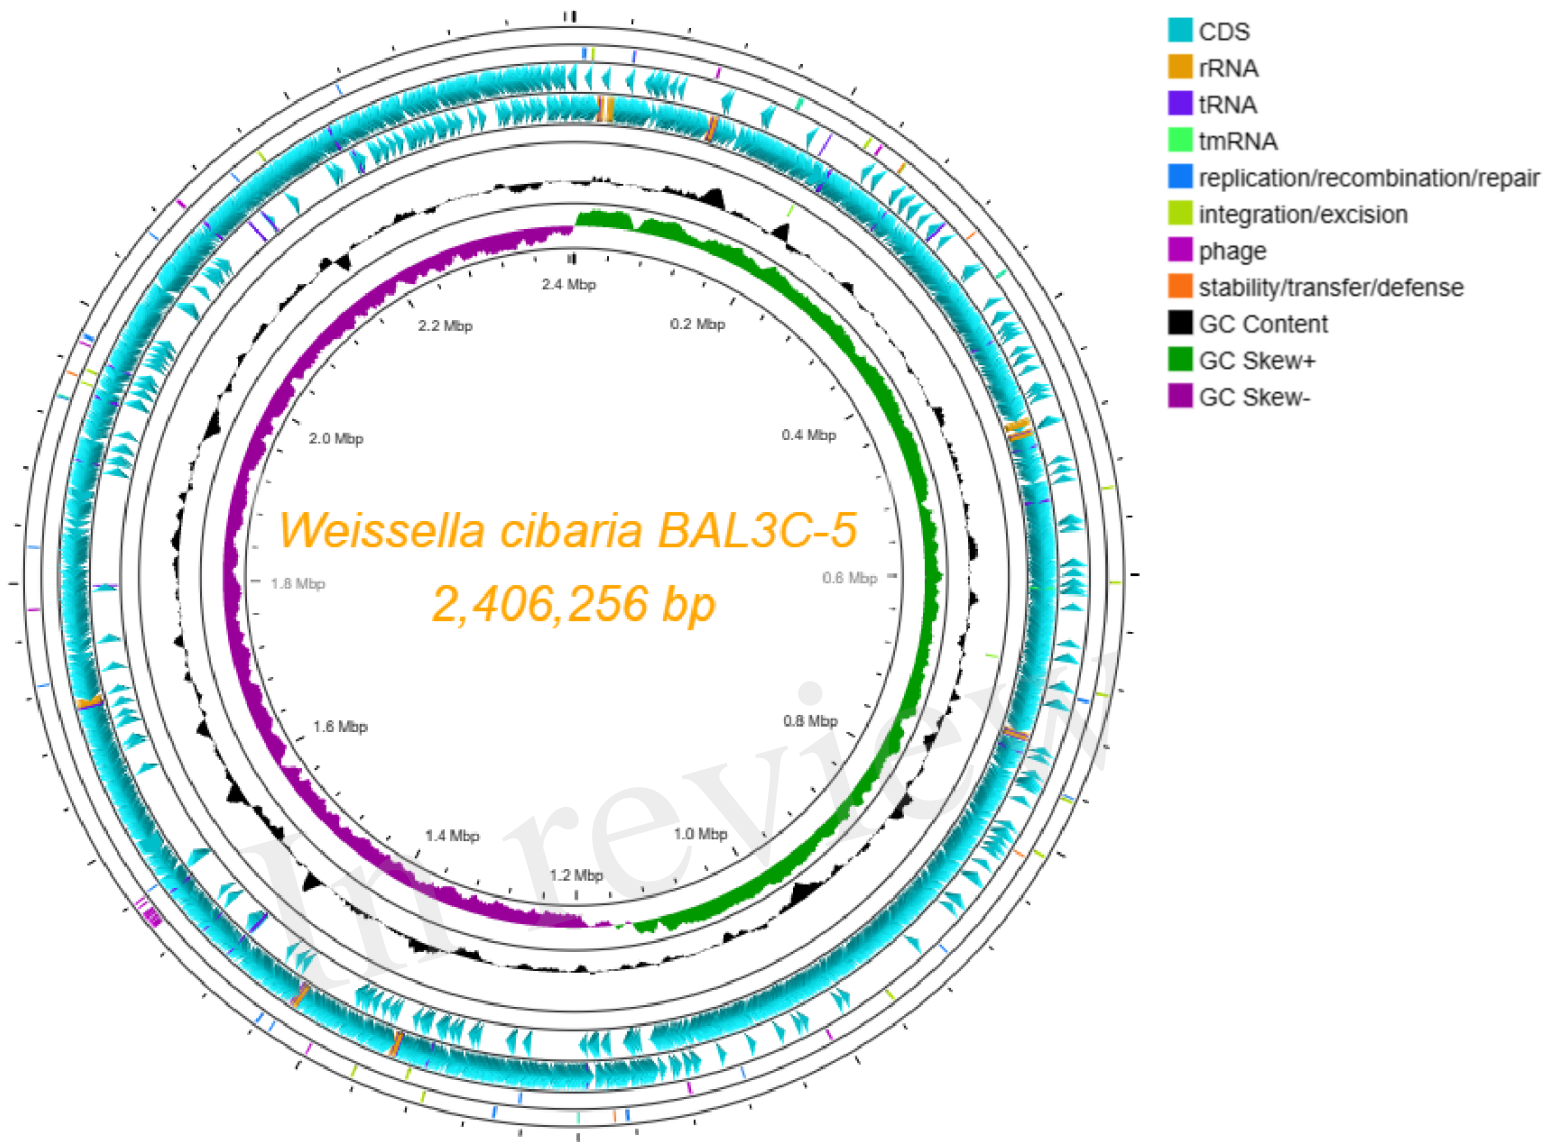 CDS
rRNA
tRNA
tmRNA
replication/recombination/repair
integration/excision
phage
stability/transfer/defense
GC Content
GC Skew+
GC Skew-
2.4 Mbp
0.2 Mbp
0.4 Mbp
0.6 Mbp
0.8 Mbp
1.0 Mbp
1.2 Mbp
1.4 Mbp
1.6 Mbp
1.8 Mbp
2.0 Mbp
2.2 Mbp
Weissella cibaria BAL3C-5
2,406,256 bp
In review